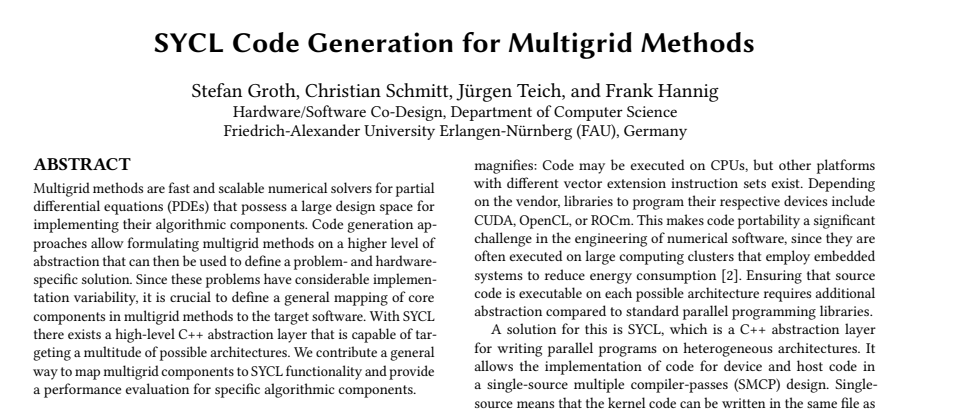 SYCL Code Generation for Multigrid Methods
Stefan Groth, Christian Schmitt, Jürgen Teich, and Frank Hannig
Hardware/Software Co-Design, Department of Computer Science
Friedrich-Alexander University Erlangen-Nürnberg (FAU), Germany
ABSTRACT
Multigrid methods are fast and scalable numerical solvers for partial
differential equations (PDEs) that possess a large design space for
implementing their algorithmic components. Code generation ap-
proaches allow formulating multigrid methods on a higher level of
abstraction that can then be used to define a problem- and hardware-
specific solution. Since these problems have considerable implemen-
tation variability, it is crucial to define a general mapping of core
components in multigrid methods to the target software. With SYCL
there exists a high-level C++ abstraction layer that is capable of tar-
geting a multitude of possible architectures. We contribute a general
way to map multigrid components to SYCL functionality and provide
a performance evaluation for specific algorithmic components.
magnifies: Code may be executed on CPUs, but other platforms
with different vector extension instruction sets exist. Depending
on the vendor, libraries to program their respective devices include
CUDA, OpenCL, or ROCm. This makes code portability a significant
challenge in the engineering of numerical software, since they are
often executed on large computing clusters that employ embedded
systems to reduce energy consumption [2]. Ensuring that source
code is executable on each possible architecture requires additional
abstraction compared to standard parallel programming libraries.
A solution for this is SYCL, which is a C++ abstraction layer
for writing parallel programs on heterogeneous architectures. It
allows the implementation of code for device and host code in
a single-source multiple compiler-passes (SMCP) design. Single-
source means that the kernel code can be written in the same file as